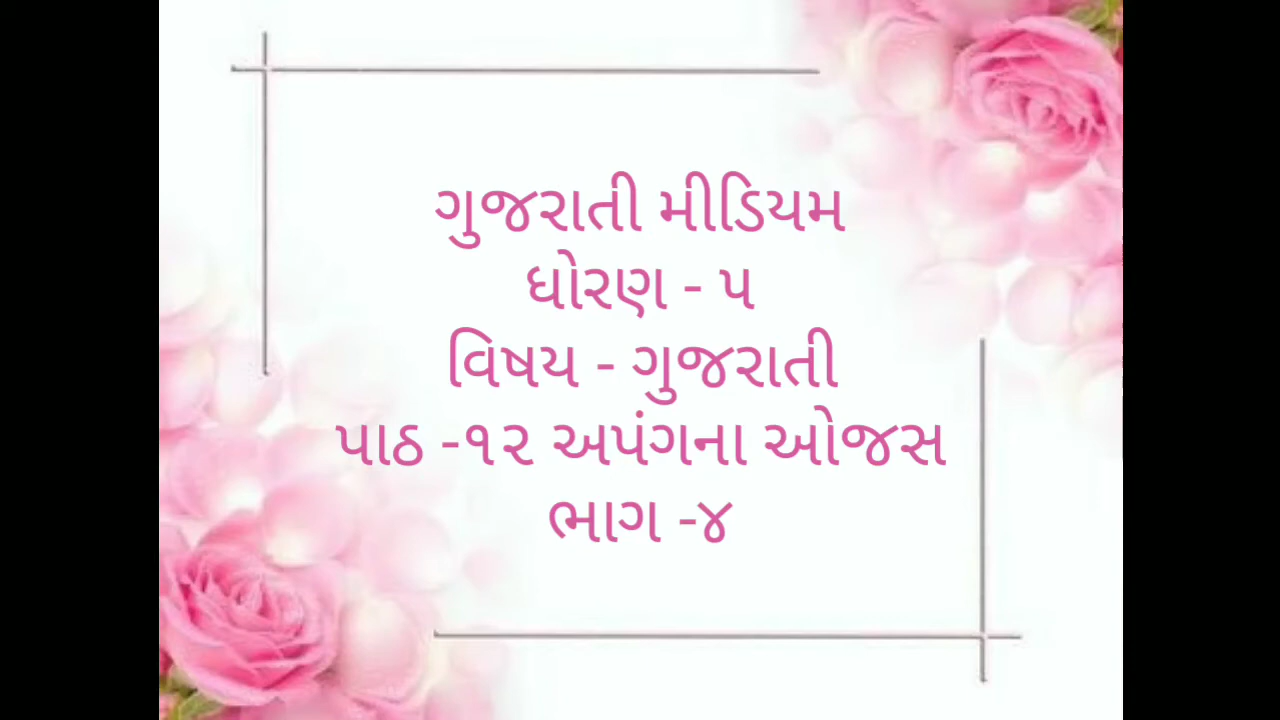 ગુજરાતી મીડિયમ
ધોરણ - ૫
વિષય - ગુજરાતી
પાઠ -૧૨ અપંગના ઓજસ
ભાગ -૪